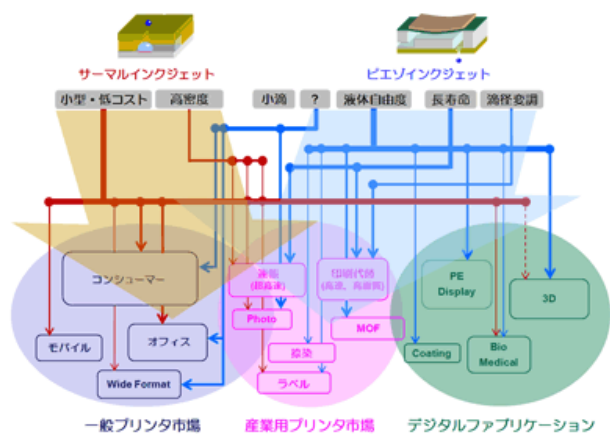 サーマルインクジェット
ピエゾインクジェット
小型・低コスト
高密度
小滴
?
液体自由度
長寿命
滴径変調
コンシューマー
速脂
(超高速)
印刷代替
(高速、高画質)
PE
Display
3D
Photo
MOF
モバイル
オフィス
捺染
Coating
Bio
Medical
Wide Format
ラベル
一般プリンタ市場
産業用プリンタ市場
デジタルファブリケーション